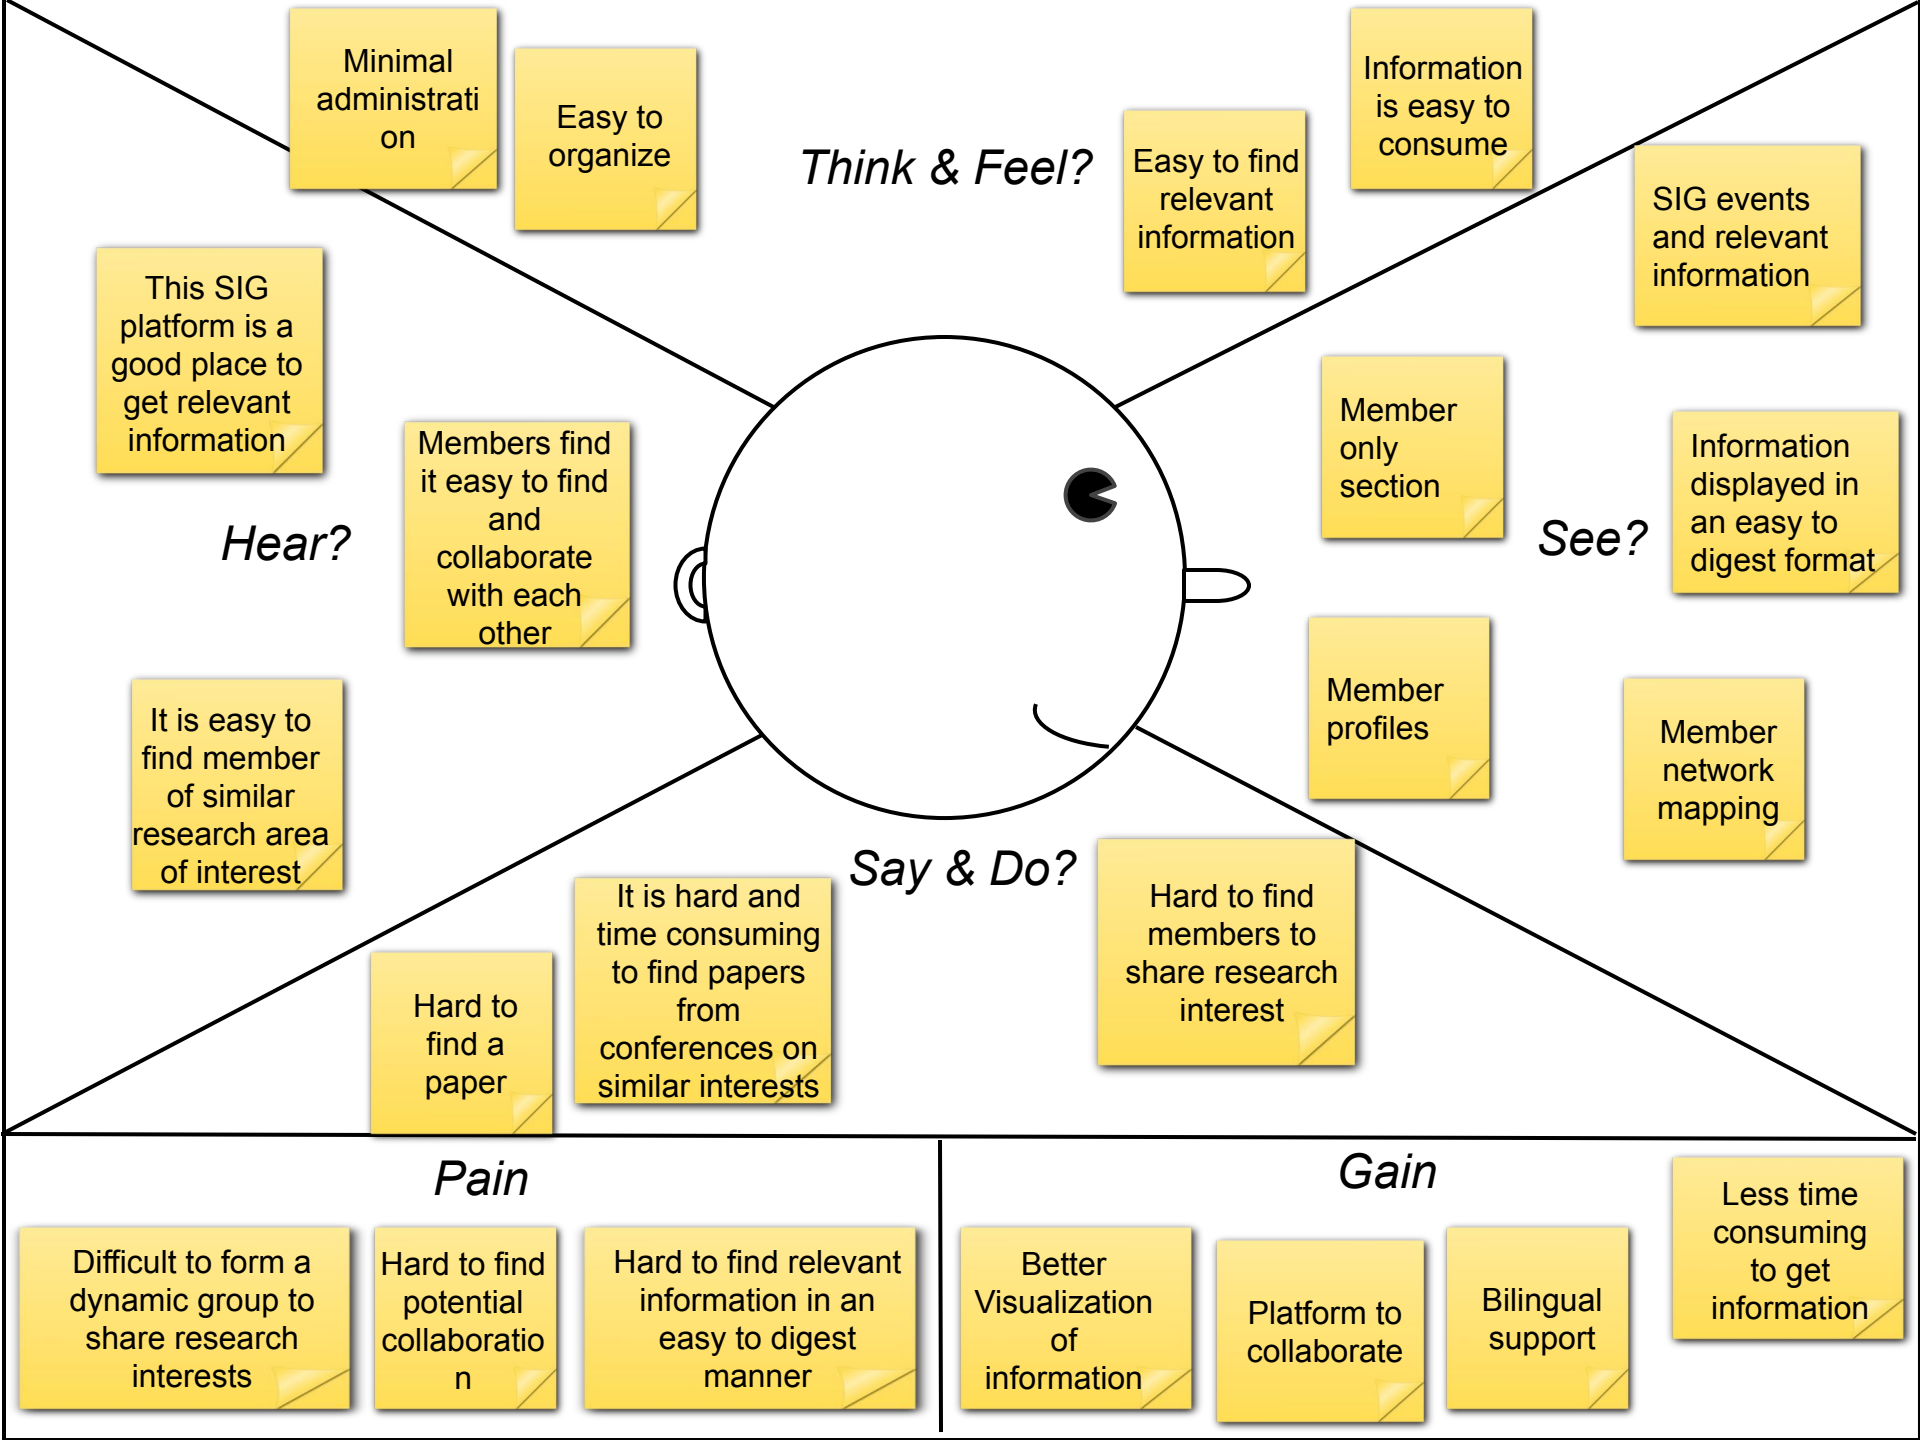 Minimal
administrati
on
Easy to
organize
Think & Feel?
Easy to find
relevant
information
Information
is easy to
consume
SIG events
and relevant
information
This SIG
platform is a
good place to
get relevant
information
Members find
it easy to find
and
collaborate
with each
other
Hear?
It is easy to
find member
of similar
research area
of interest
Member
only
section
See?
Information
displayed in
an easy to
digest format
Member
profiles
Member
network
mapping
Say & Do?
Hard to
find a
paper
It is hard and
time consuming
to find papers
from
conferences on
similar interests
Hard to find
members to
share research
interest
Pain
Difficult to form a
dynamic group to
share research
interests
Hard to find
potential
collaboratio
n
Hard to find relevant
information in an
easy to digest
manner
Gain
Better
Visualization
of
information
Platform to
collaborate
Bilingual
support
Less time
consuming
to get
information